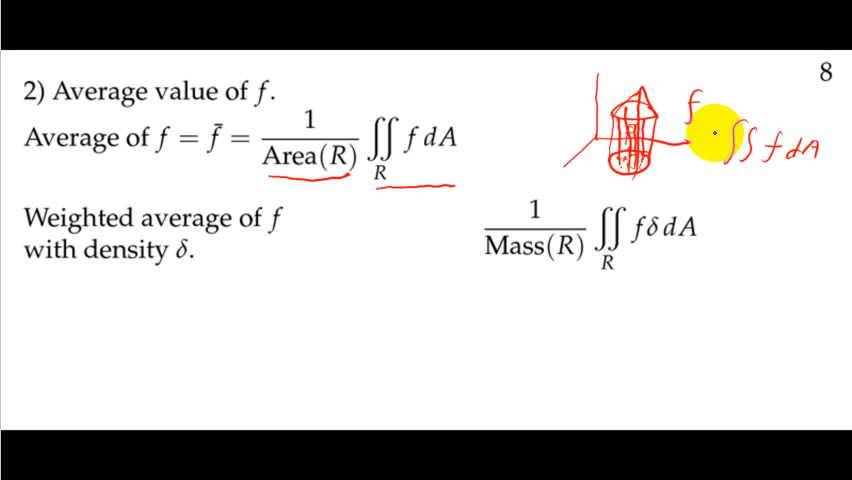 8
2) Average value of f.
Average of f = f̄ = 1/Area(R) ∬_R f dA
f
∬ f dA
Weighted average of f
with density δ.
1/Mass(R) ∬_R fδ dA